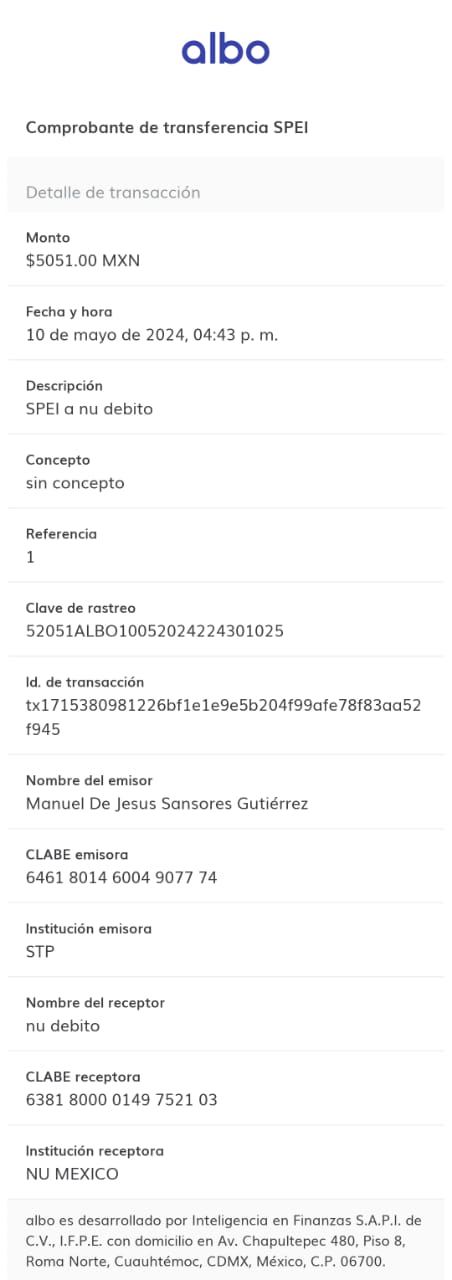 albo
Comprobante de transferencia SPEI
Detalle de transacción
Monto
$5051.00 MXN
Fecha y hora
10 de mayo de 2024, 04:43 p. m.
Descripción
SPEI a nu debito
Concepto
sin concepto
Referencia
1
Clave de rastreo
52051ALBO10052024224301025
Id. de transacción
tx1715380981226bf1e1e9e5b204f99afe78f83aa52
f945
Nombre del emisor
Manuel De Jesus Sansores Gutiérrez
CLABE emisora
6461 8014 6004 9077 74
Institución emisora
STP
Nombre del receptor
nu debito
CLABE receptora
6381 8000 0149 7521 03
Institución receptora
NU MEXICO
albo es desarrollado por Inteligencia en Finanzas S.A.P.I. de
C.V., I.F.P.E. con domicilio en Av. Chapultepec 480, Piso 8,
Roma Norte, Cuauhtémoc, CDMX, México, C.P. 06700.